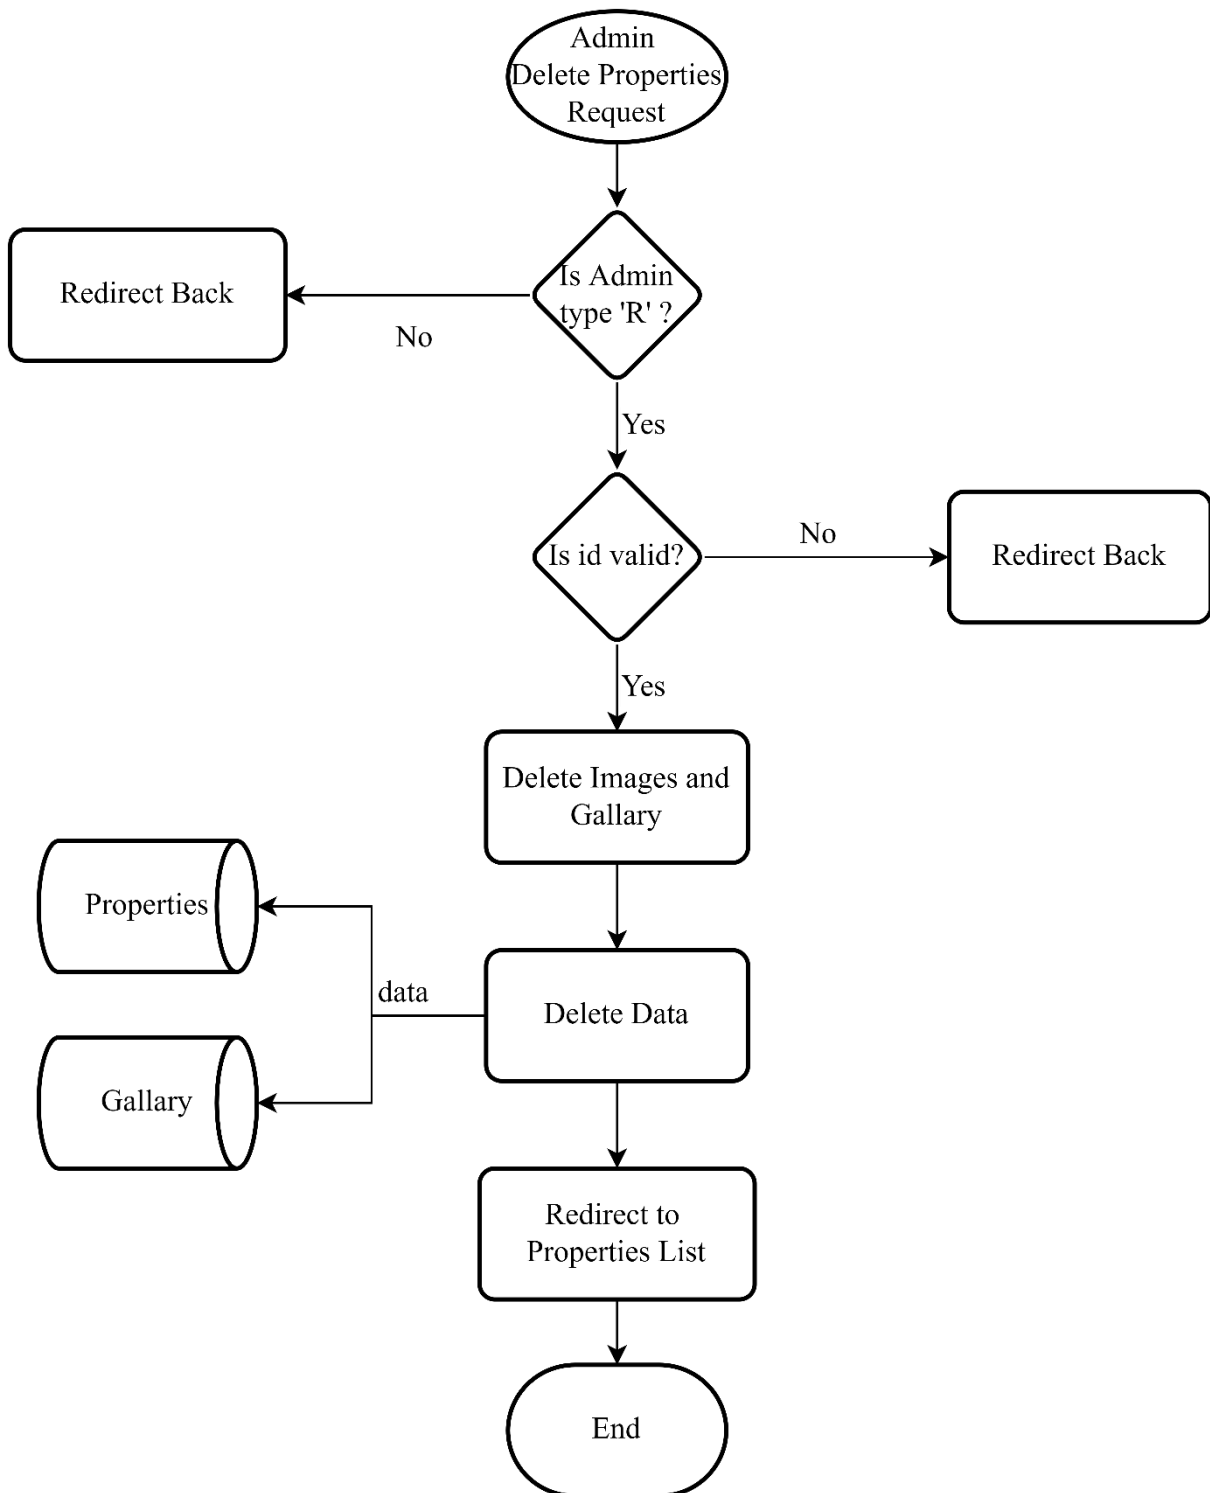 Admin
Delete Properties
Request
Is Admin
type 'R' ?
No
Redirect Back
Yes
Is id valid?
No
Redirect Back
Yes
Delete Images and
Gallary
Properties
data
Delete Data
Gallary
Redirect to
Properties List
End